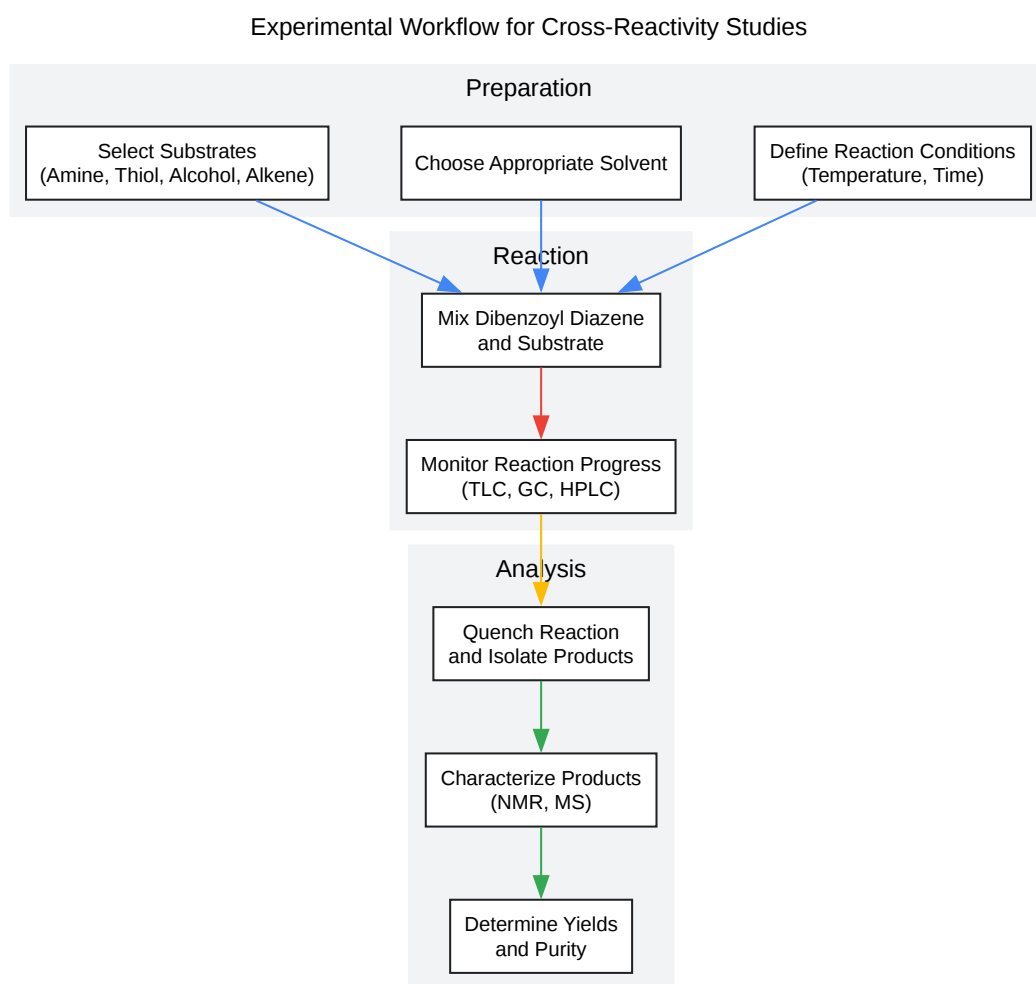 Experimental Workflow for Cross-Reactivity Studies
Preparation
Select Substrates
(Amine, Thiol, Alcohol, Alkene)
Choose Appropriate Solvent
Define Reaction Conditions
(Temperature, Time)
Reaction
Mix Dibenzoyl Diazene
and Substrate
Monitor Reaction Progress
(TLC, GC, HPLC)
Analysis
Quench Reaction
and Isolate Products
Characterize Products
(NMR, MS)
Determine Yields
and Purity